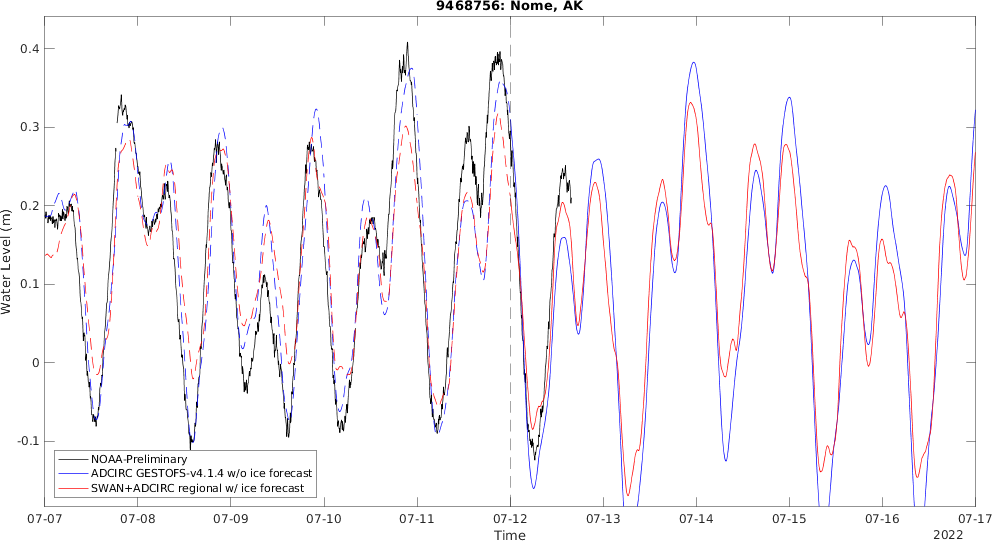 9468756: Nome, AK
Water Level (m)
0.4
0.3
0.2
0.1
0
-0.1
NOAA-Preliminary
ADCIRC GESTOFS-v4.1.4 w/o ice forecast
SWAN+ADCIRC regional w/ ice forecast
07-07 07-08 07-09 07-10 07-11 07-12 07-13 07-14 07-15 07-16 07-17
Time
2022